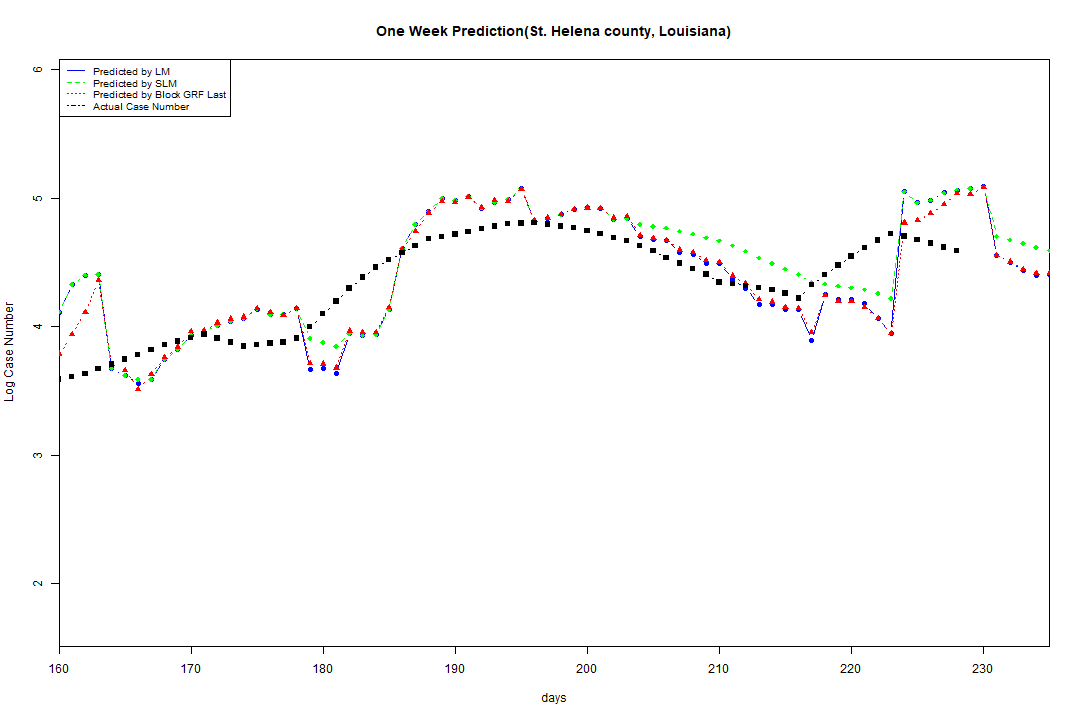 One Week Prediction(St. Helena county, Louisiana)
Predicted by LM
Predicted by SLM
Predicted by Block GRF Last
Actual Case Number
6
5
4
3
2
Log Case Number
160 170 180 190 200 210 220 230
days